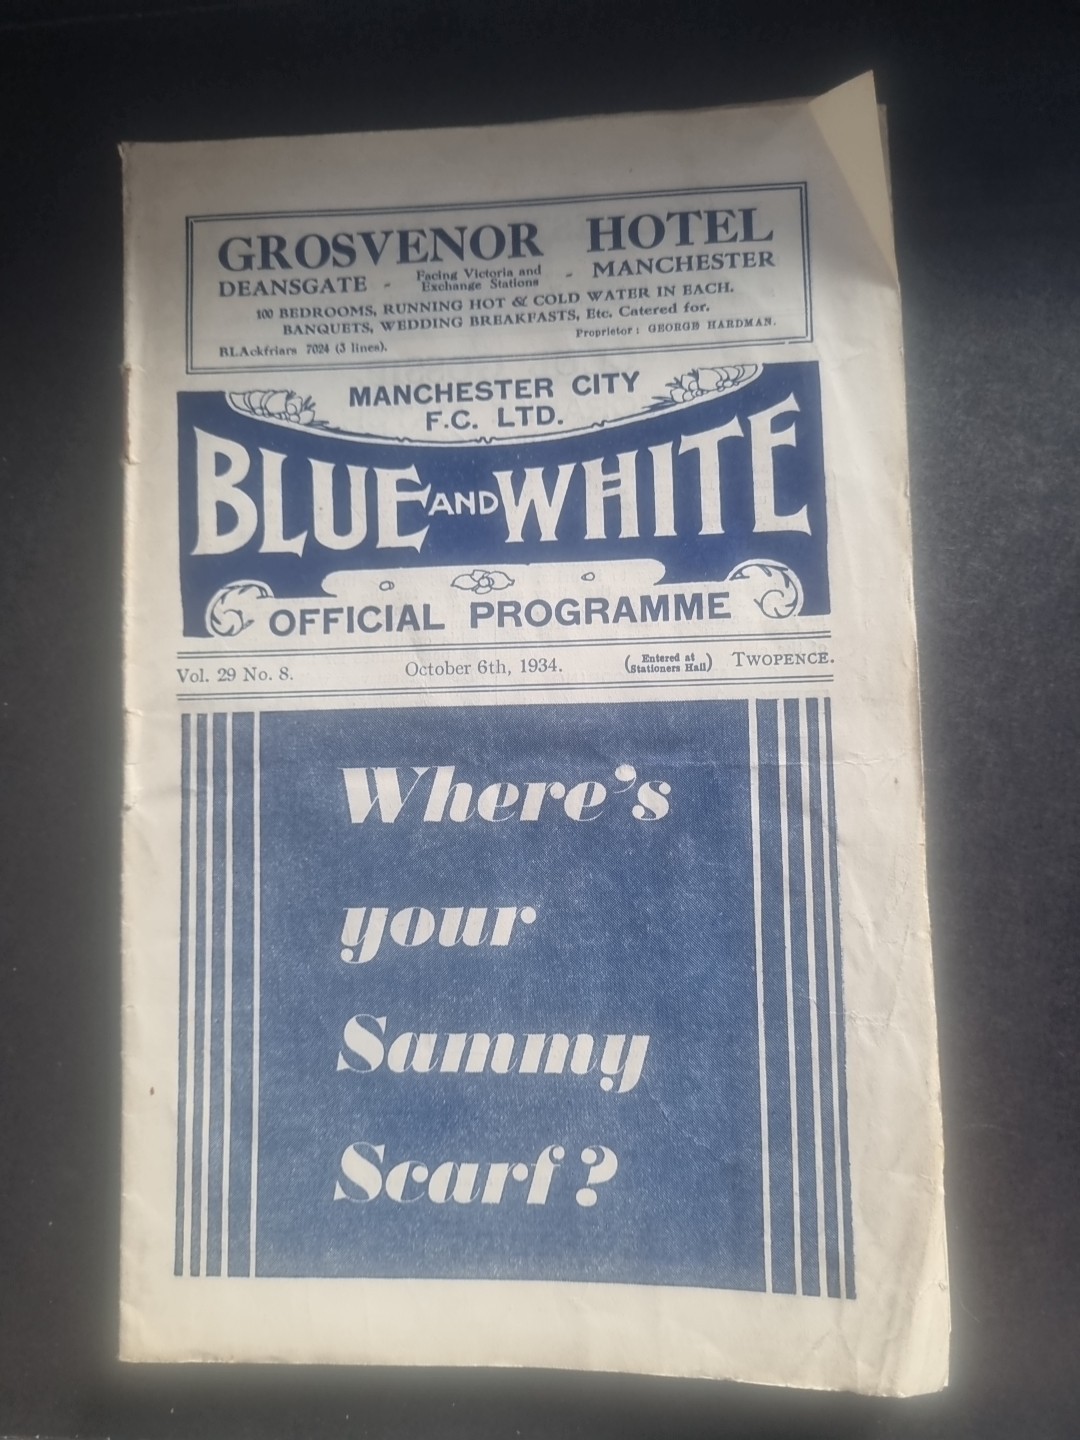 GROSVENOR HOTEL
DEANSGATE - Facing Victoria and Exchange Stations - MANCHESTER
100 BEDROOMS, RUNNING HOT & COLD WATER IN EACH.
BANQUETS, WEDDING BREAKFASTS, Etc. Catered for.
Proprietor: GEORGE HARDMAN.
BLAckfriars 7024 (3 lines).
MANCHESTER CITY
F.C. LTD.
BLUE AND WHITE
OFFICIAL PROGRAMME
Vol. 29 No. 8. October 6th, 1934. (Entered at Stationers Hall) TWOPENCE.
Where's
your
Sammy
Scarf?